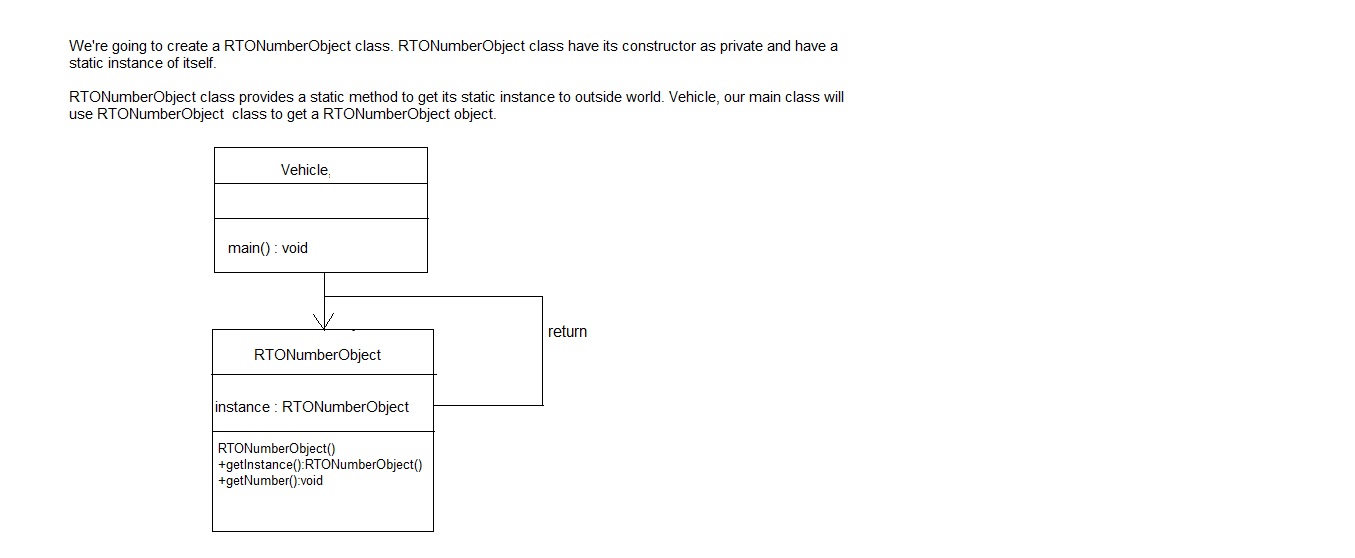 We're going to create a RTONumberObject class. RTONumberObject class have its constructor as private and have a
static instance of itself.
RTONumberObject class provides a static method to get its static instance to outside world. Vehicle, our main class will
use RTONumberObject  class to get a RTONumberObject object.
Vehicle,
main() : void
return
RTONumberObject
instance : RTONumberObject
RTONumberObject()
+getInstance():RTONumberObject()
+getNumber():void